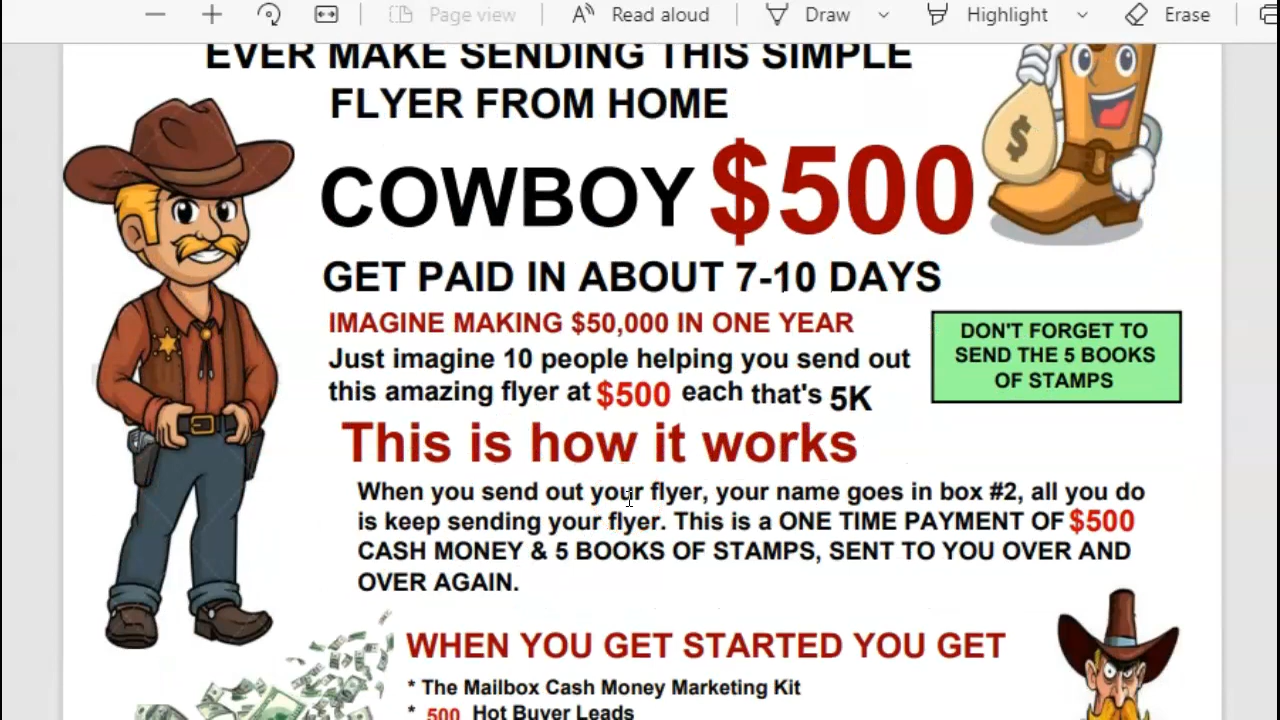 Page view
Read aloud
Draw
Highlight
Erase
EVER MAKE SENDING THIS SIMPLE
FLYER FROM HOME
$
COWBOY $500
GET PAID IN ABOUT 7-10 DAYS
IMAGINE MAKING $50,000 IN ONE YEAR
Just imagine 10 people helping you send out
this amazing flyer at $500 each that's 5K
DON'T FORGET TO
SEND THE 5 BOOKS
OF STAMPS
This is how it works
When you send out your flyer, your name goes in box #2, all you do
is keep sending your flyer. This is a ONE TIME PAYMENT OF $500
CASH MONEY & 5 BOOKS OF STAMPS, SENT TO YOU OVER AND
OVER AGAIN.
WHEN YOU GET STARTED YOU GET
* The Mailbox Cash Money Marketing Kit
* 500 Hot Buyer Leads